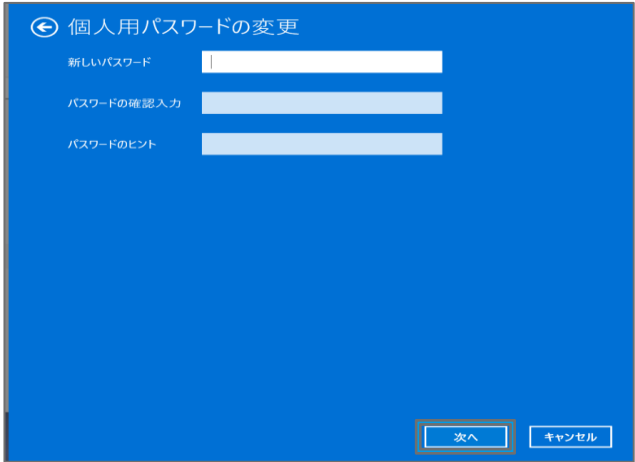 個人用パスワードの変更
新しいパスワード
パスワードの確認入力
パスワードのヒント
次へ
キャンセル